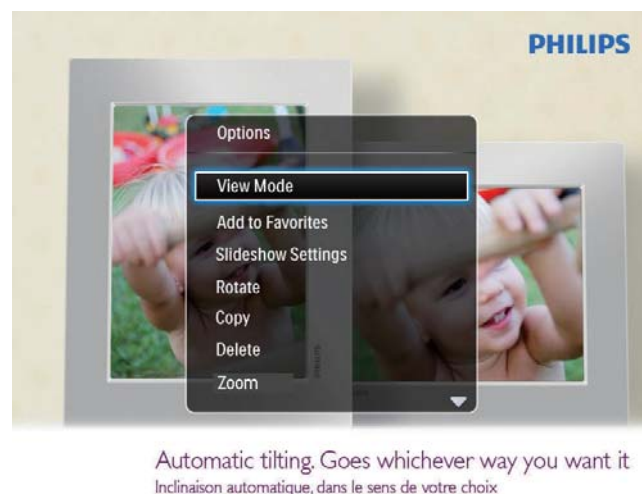 PHILIPS
Options
View Mode
Add to Favorites
Slideshow Settings
Rotate
Copy
Delete
Zoom
Automatic tilting. Goes whichever way you want it
Inclinaison automatique, dans le sens de votre choix